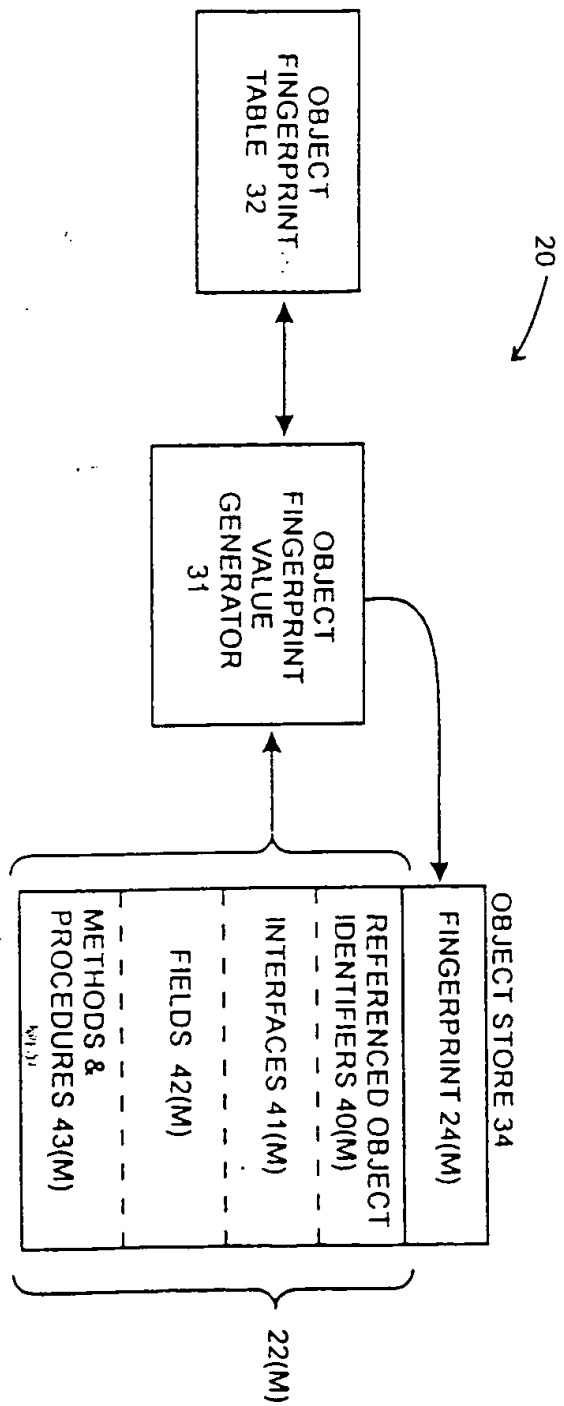 20
OBJECT
FINGERPRINT
TABLE 32
OBJECT
FINGERPRINT
VALUE
GENERATOR
31
OBJECT STORE 34
FINGERPRINT 24(M)
REFERENCED OBJECT
IDENTIFIERS 40(M)
INTERFACES 41(M)
FIELDS 42(M)
METHODS &
PROCEDURES 43(M)
22(M)